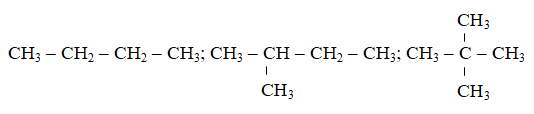 CH₃
CH₃ – CH₂ – CH₂ – CH₃; CH₃ – CH – CH₂ – CH₃; CH₃ – C – CH₃
CH₃ CH₃